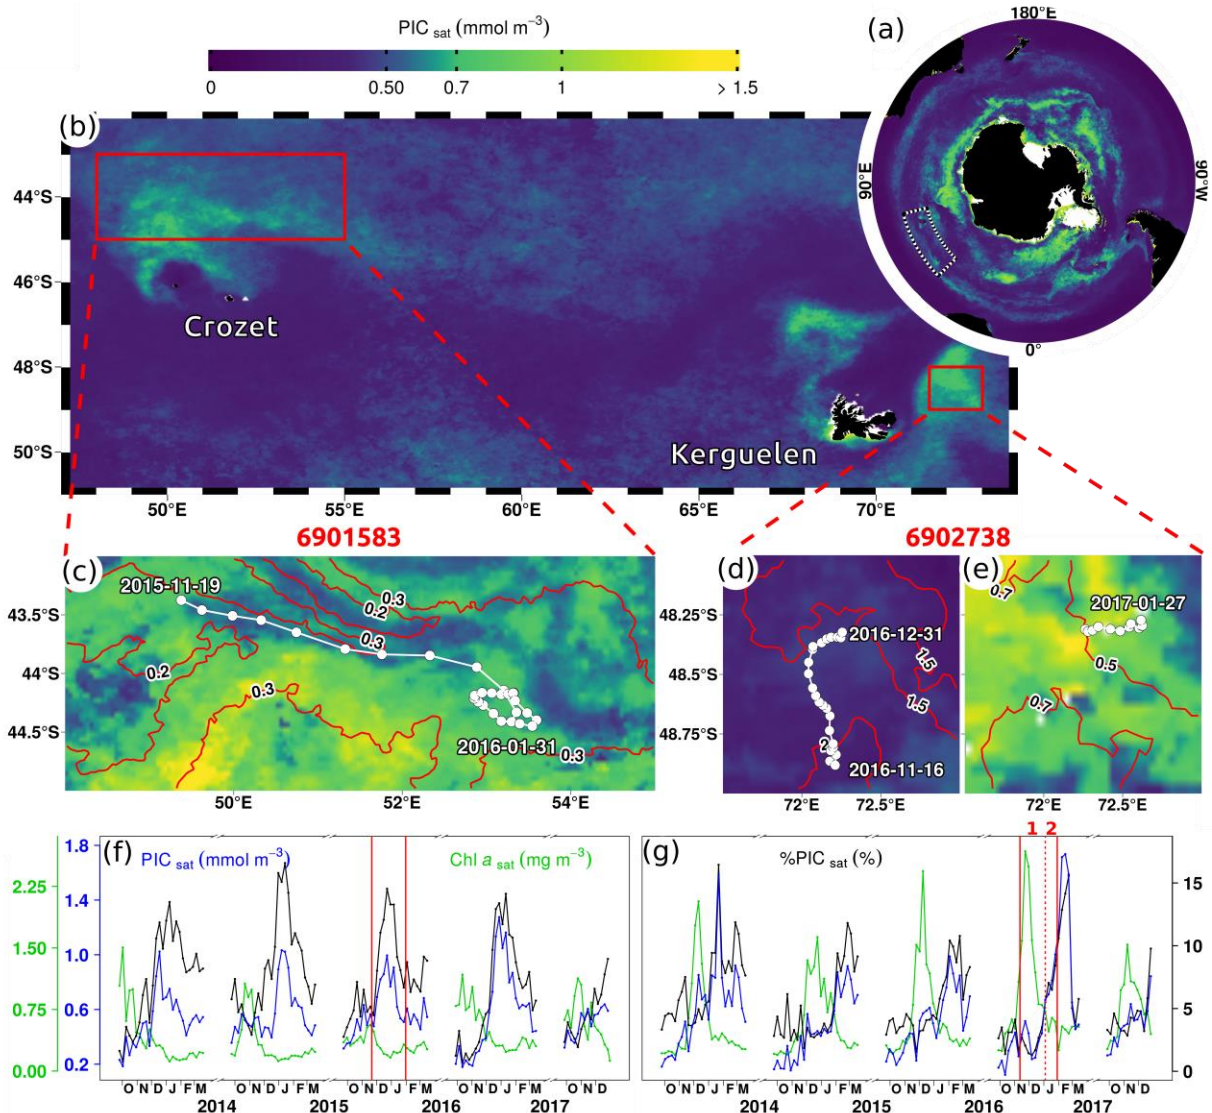 PIC sat (mmol m⁻³)
0 0.50 0.7 1 > 1.5
(a)
180°E
90°E
90°W
0°
(b)
44°S
46°S
48°S
50°S
Crozet
Kerguelen
50°E 55°E 60°E 65°E 70°E
6901583
6902738
(c)
2015-11-19
0.3
0.2
0.3
0.2
0.3
2016-01-31
0.3
43.5°S
44°S
44.5°S
50°E 52°E 54°E
(d)
2016-12-31
1.5
1.5
2
2016-11-16
48.25°S
48.5°S
48.75°S
72°E 72.5°E
(e)
0.7
2017-01-27
0.5
0.7
72°E 72.5°E
(f)
PIC sat (mmol m⁻³)
Chl a sat (mg m⁻³)
2.25
1.50
0.75
0.00
1.8
1.4
1.0
0.6
0.2
O N D J F M O N D J F M O N D J F M O N D J F M O N D
2014 2015 2016 2017
(g)
%PIC sat (%)
1 2
15
10
5
0
O N D J F M O N D J F M O N D J F M O N D J F M O N D
2014 2015 2016 2017